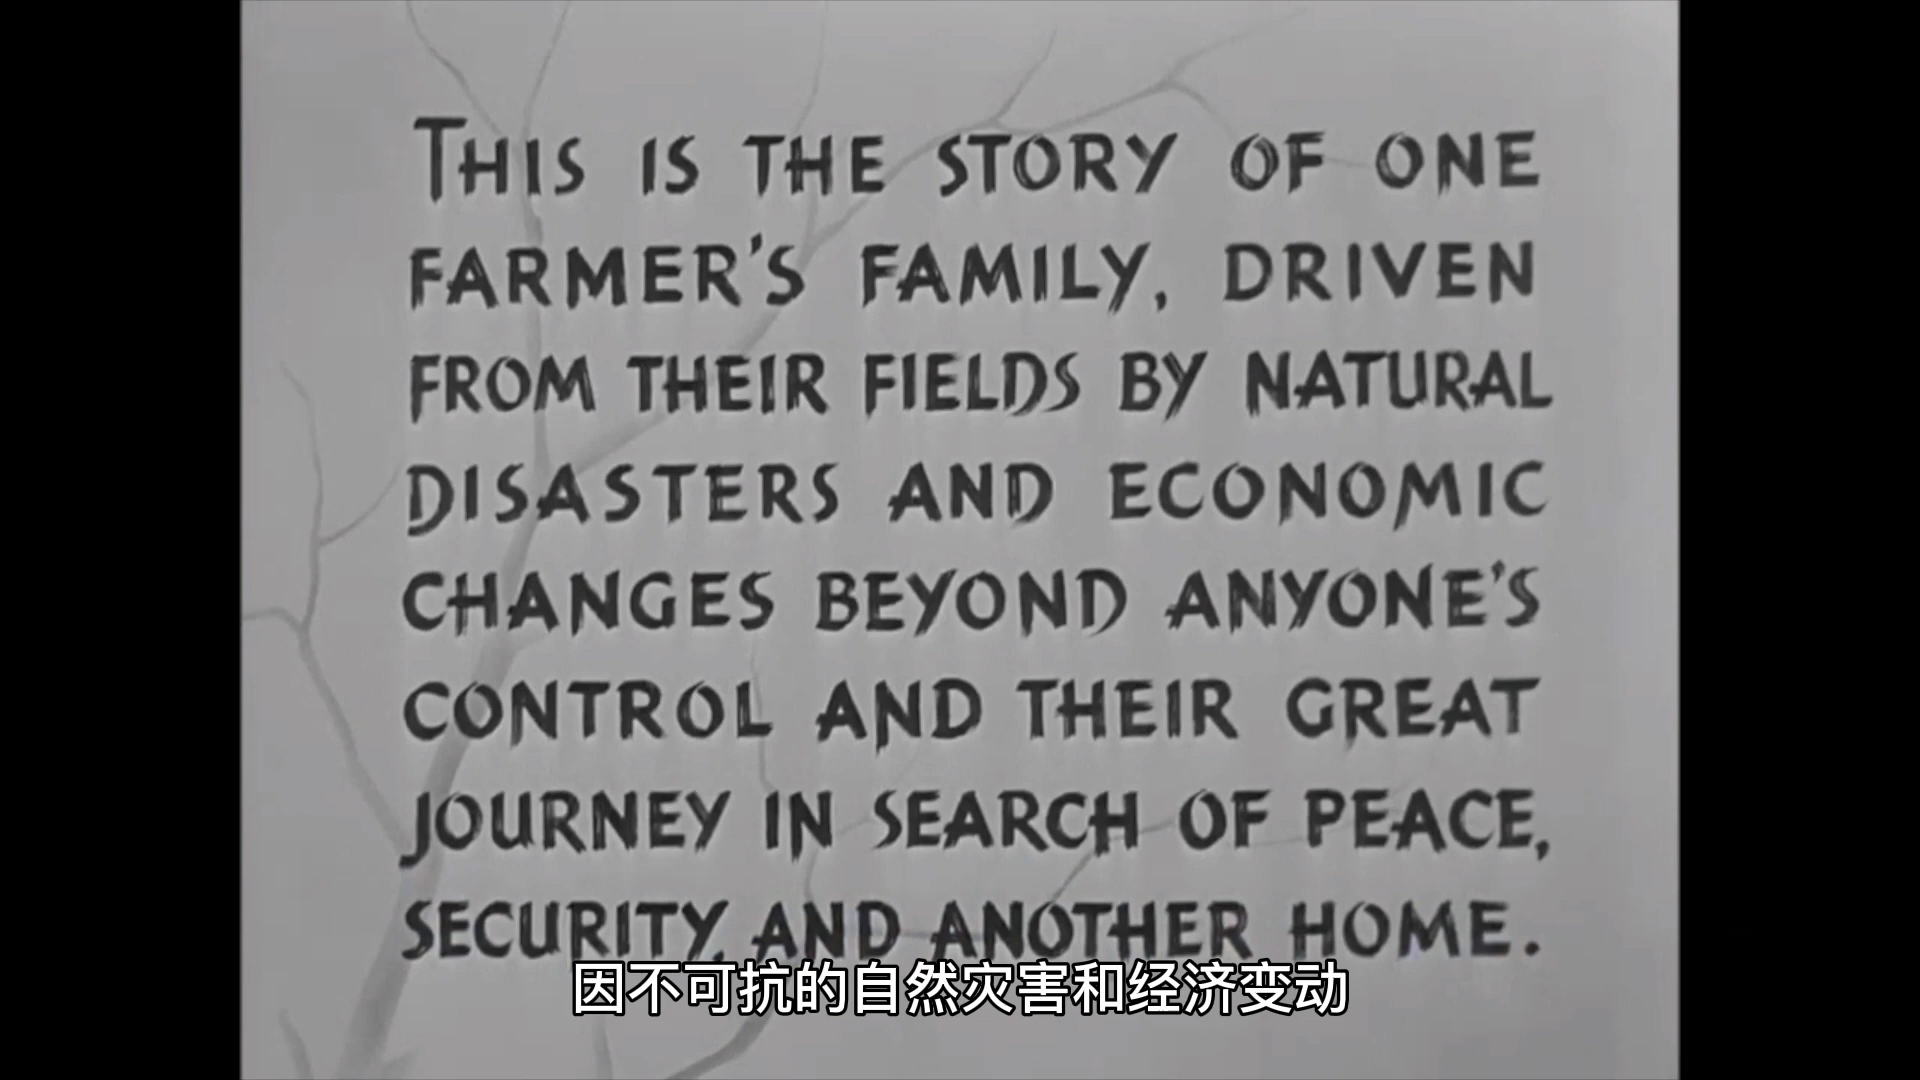 THIS IS THE STORY OF ONE
FARMER'S FAMILY, DRIVEN
FROM THEIR FIELDS BY NATURAL
DISASTERS AND ECONOMIC
CHANGES BEYOND ANYONE'S
CONTROL AND THEIR GREAT
JOURNEY IN SEARCH OF PEACE,
SECURITY, AND ANOTHER HOME.
因不可抗的自然灾害和经济变动